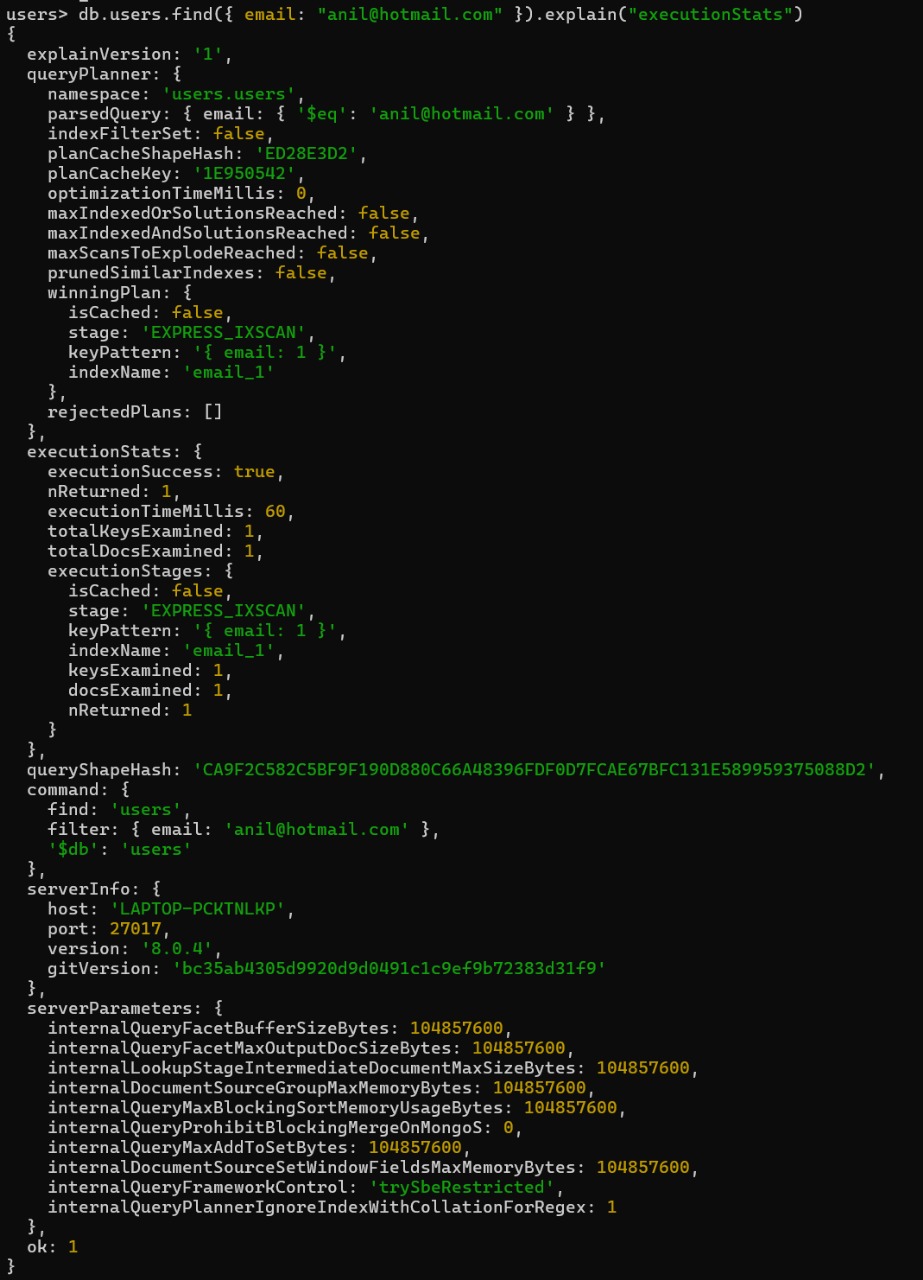 users> db.users.find({ email: "anil@hotmail.com" }).explain("executionStats")
{
  explainVersion: '1',
  queryPlanner: {
    namespace: 'users.users',
    parsedQuery: { email: { '$eq': 'anil@hotmail.com' } },
    indexFilterSet: false,
    planCacheShapeHash: 'ED28E3D2',
    planCacheKey: '1E950542',
    optimizationTimeMillis: 0,
    maxIndexedOrSolutionsReached: false,
    maxIndexedAndSolutionsReached: false,
    maxScansToExplodeReached: false,
    prunedSimilarIndexes: false,
    winningPlan: {
      isCached: false,
      stage: 'EXPRESS_IXSCAN',
      keyPattern: '{ email: 1 }',
      indexName: 'email_1'
    },
    rejectedPlans: []
  },
  executionStats: {
    executionSuccess: true,
    nReturned: 1,
    executionTimeMillis: 60,
    totalKeysExamined: 1,
    totalDocsExamined: 1,
    executionStages: {
      isCached: false,
      stage: 'EXPRESS_IXSCAN',
      keyPattern: '{ email: 1 }',
      indexName: 'email_1',
      keysExamined: 1,
      docsExamined: 1,
      nReturned: 1
    }
  },
  queryShapeHash: 'CA9F2C582C5BF9F190D880C66A48396FDF0D7FCAE67BFC131E589959375088D2',
  command: {
    find: 'users',
    filter: { email: 'anil@hotmail.com' },
    '$db': 'users'
  },
  serverInfo: {
    host: 'LAPTOP-PCKTNLKP',
    port: 27017,
    version: '8.0.4',
    gitVersion: 'bc35ab4305d9920d9d0491c1c9ef9b72383d31f9'
  },
  serverParameters: {
    internalQueryFacetBufferSizeBytes: 104857600,
    internalQueryFacetMaxOutputDocSizeBytes: 104857600,
    internalLookupStageIntermediateDocumentMaxSizeBytes: 104857600,
    internalDocumentSourceGroupMaxMemoryBytes: 104857600,
    internalQueryMaxBlockingSortMemoryUsageBytes: 104857600,
    internalQueryProhibitBlockingMergeOnMongoS: 0,
    internalQueryMaxAddToSetBytes: 104857600,
    internalDocumentSourceSetWindowFieldsMaxMemoryBytes: 104857600,
    internalQueryFrameworkControl: 'trySbeRestricted',
    internalQueryPlannerIgnoreIndexWithCollationForRegex: 1
  },
  ok: 1
}